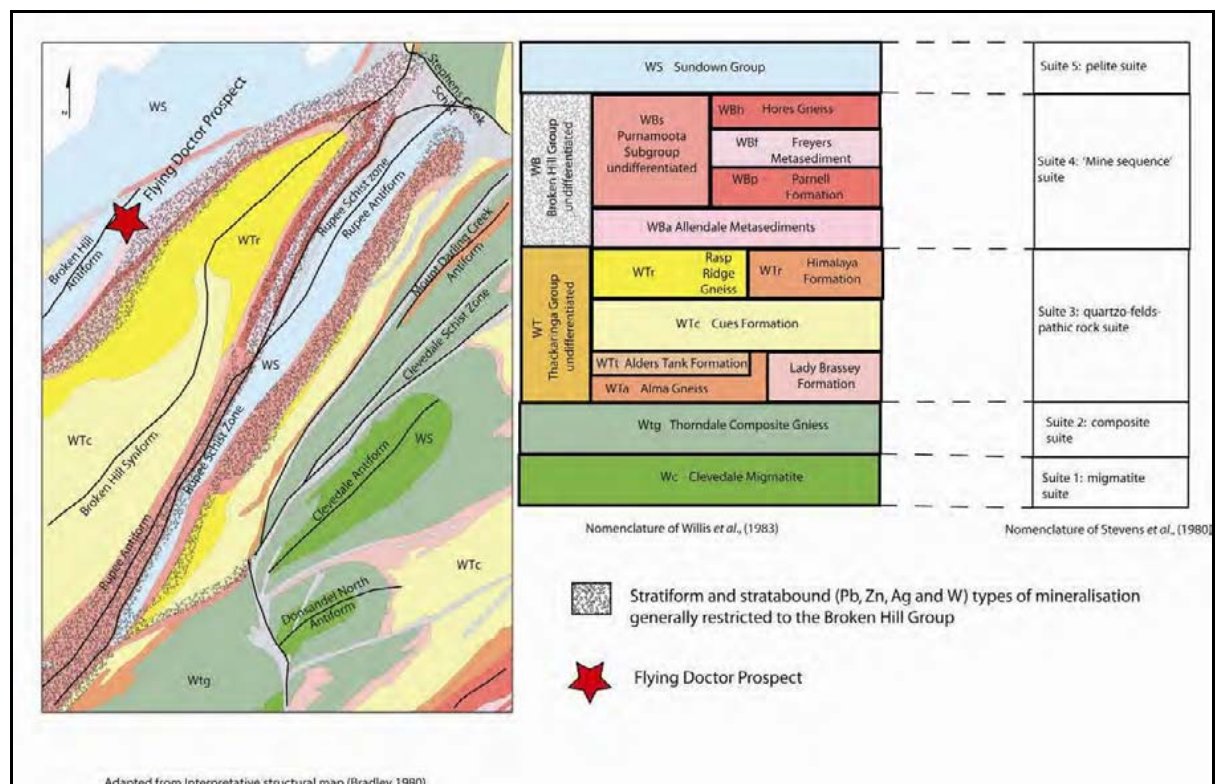 WS
Flying Doctor Prospect
Broken Hill
Antiform
WTr
Stephens Creek
Schist
Rupee Schist zone
Rupee Antiform
Mount Darling Creek
Antiform
Clevedale Schist Zone
WS
Rupee Schist Zone
WTc
Broken Hill Synform
WS
Clevedale Antiform
Rupee Antiform
WTc
Donsandel North
Antiform
Wtg
WS Sundown Group
WB
Broken Hill Group
undifferentiated
WBs
Purnamoota
Subgroup
undifferentiated
WBh Hores Gneiss
WBf Freyers
Metasediment
WBp Parnell
Formation
WBa Allendale Metasediments
WT
Thackaringa Group
undifferentiated
WTr Rasp
Ridge
Gneiss
WTr Himalaya
Formation
WTc Cues Formation
WTt Alders Tank Formation
WTa Alma Gneiss
Lady Brassey
Formation
Wtg Thorndale Composite Gniess
Wc Clevedale Migmatite
Nomenclature of Willis et al., (1983)
Suite 5: pelite suite
Suite 4: 'Mine sequence'
suite
Suite 3: quartzo-felds-
pathic rock suite
Suite 2: composite
suite
Suite 1: migmatite
suite
Nomenclature of Stevens et al., (1980)
Stratiform and stratabound (Pb, Zn, Ag and W) types of mineralisation
generally restricted to the Broken Hill Group
Flying Doctor Prospect
Adapted from Interpretative structural map (Bradley 1980)